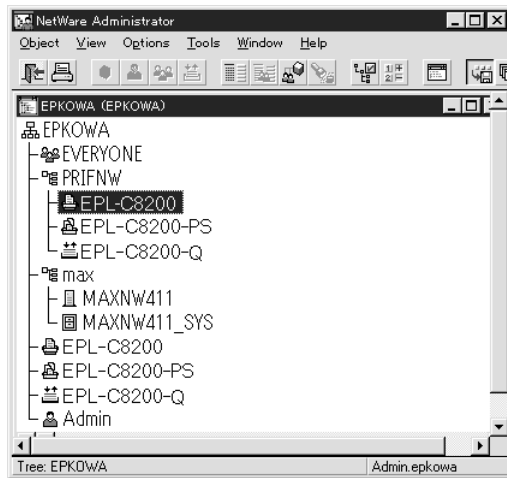 NetWare Administrator
Object View Options Tools Window Help
EPKOWA (EPKOWA)
EPKOWA
EVERYONE
PRIFNW
EPL-C8200
EPL-C8200-PS
EPL-C8200-Q
max
MAXNW411
MAXNW411_SYS
EPL-C8200
EPL-C8200-PS
EPL-C8200-Q
Admin
Tree: EPKOWA Admin.epkowa